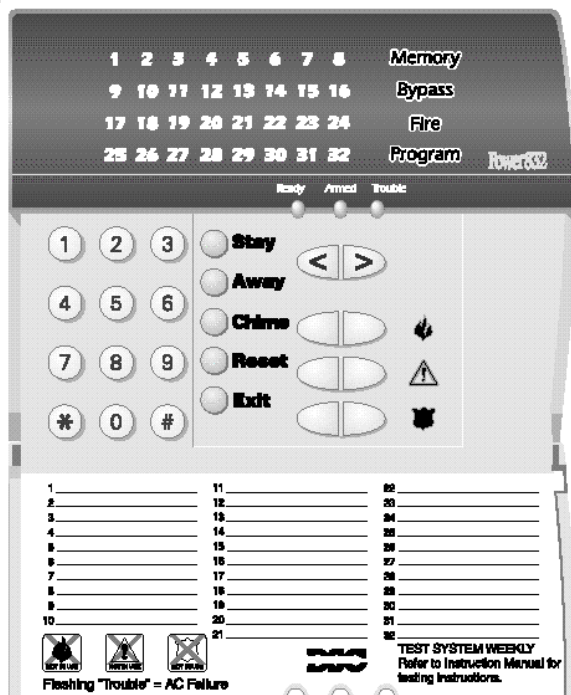 1 2 3 4 5 6 7 8 Memory
9 10 11 12 13 14 15 16 Bypass
17 18 19 20 21 22 23 24 Fire
25 26 27 28 29 30 31 32 Program
Power832
Ready Armed Trouble
1 2 3
Stay
< >
Away
4 5 6
Chime
7 8 9
Reset
Exit
* 0 #
1 11 22
2 12 23
3 13 24
4 14 25
5 15 26
6 16 27
7 17 28
8 18 29
9 19 30
10 20 31
21 32
NOT IN USE
DSC
TEST SYSTEM WEEKLY
Refer to Instruction Manual for
testing instructions.
Flashing "Trouble" = AC Failure